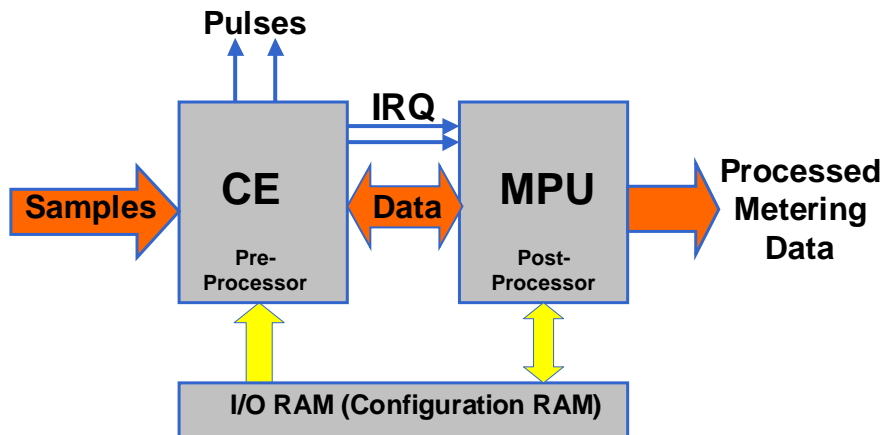 Pulses
IRQ
Samples
CE
Data
MPU
Processed
Metering
Data
Pre-
Processor
Post-
Processor
I/O RAM (Configuration RAM)